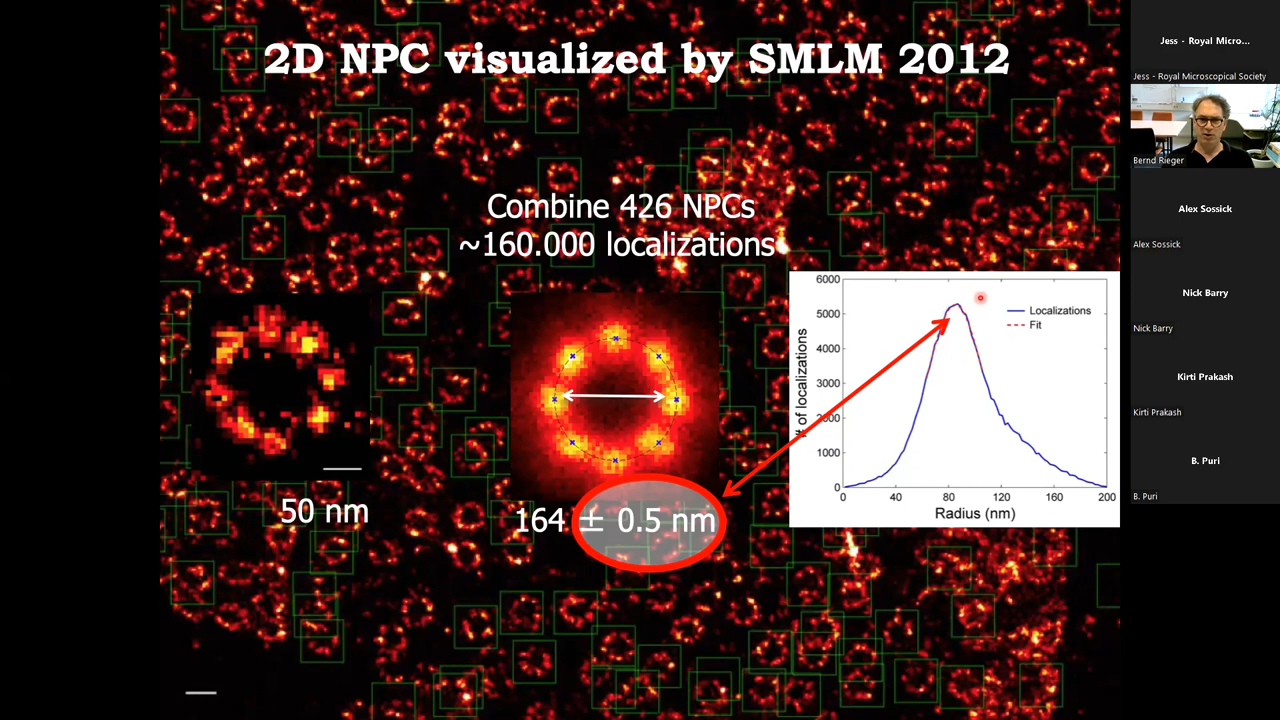 2D NPC visualized by SMLM 2012
Combine 426 NPCs
~160.000 localizations
50 nm
164 ± 0.5 nm
6000
5000
4000
3000
2000
1000
0
# of localizations
Localizations
Fit
0 40 80 120 160 200
Radius (nm)
Jess - Royal Micro...
Jess - Royal Microscopical Society
Bernd Rieger
Alex Sossick
Alex Sossick
Nick Barry
Nick Barry
Kirti Prakash
Kirti Prakash
B. Puri
B. Puri